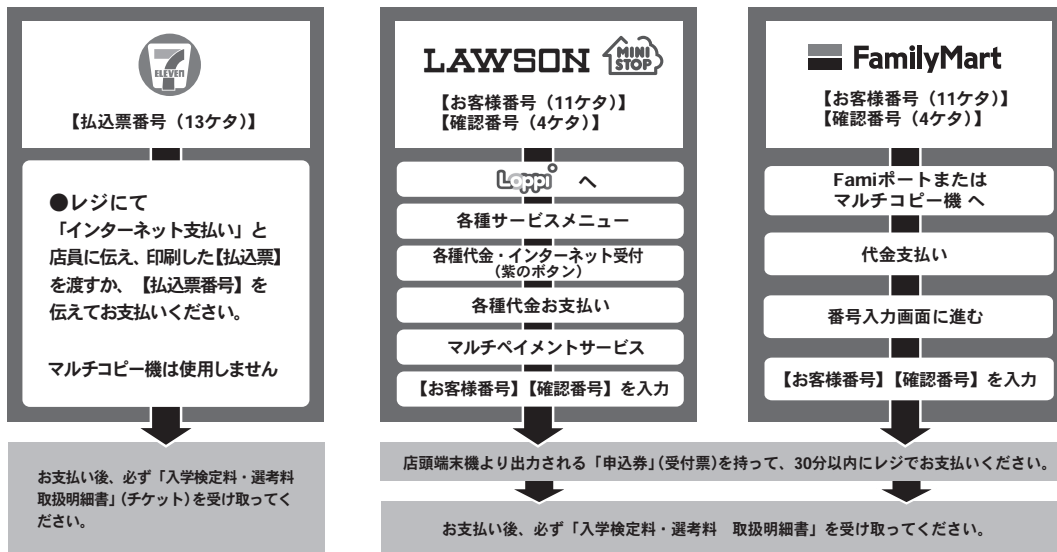 7
ELEVEn
【払込票番号（13ケタ）】
●レジにて
「インターネット支払い」と
店員に伝え、印刷した【払込票】
を渡すか、【払込票番号】を
伝えてお支払いください。
マルチコピー機は使用しません
お支払い後、必ず「入学検定料・選考料
取扱明細書」（チケット）を受け取ってく
ださい。
LAWSON MINI STOP
【お客様番号（11ケタ）】
【確認番号（4ケタ）】
Loppi へ
各種サービスメニュー
各種代金・インターネット受付
（紫のボタン）
各種代金お支払い
マルチペイメントサービス
【お客様番号】【確認番号】を入力
FamilyMart
【お客様番号（11ケタ）】
【確認番号（4ケタ）】
Famiポートまたは
マルチコピー機 へ
代金支払い
番号入力画面に進む
【お客様番号】【確認番号】を入力
店頭端末機より出力される「申込券」（受付票）を持って、30分以内にレジでお支払いください。
お支払い後、必ず「入学検定料・選考料　取扱明細書」を受け取ってください。